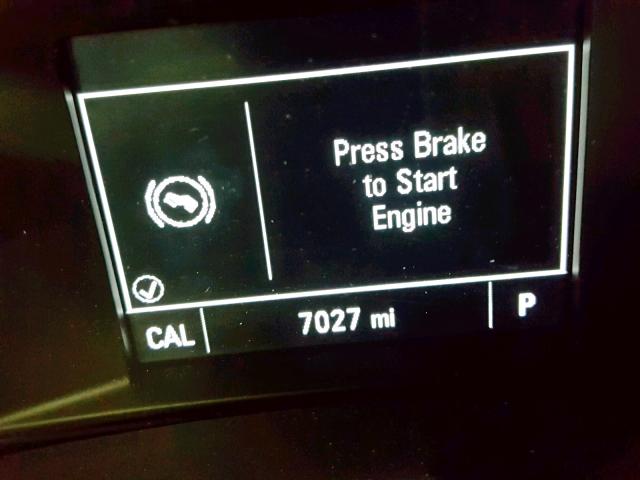 Press Brake
to Start
Engine
CAL 7027 mi P